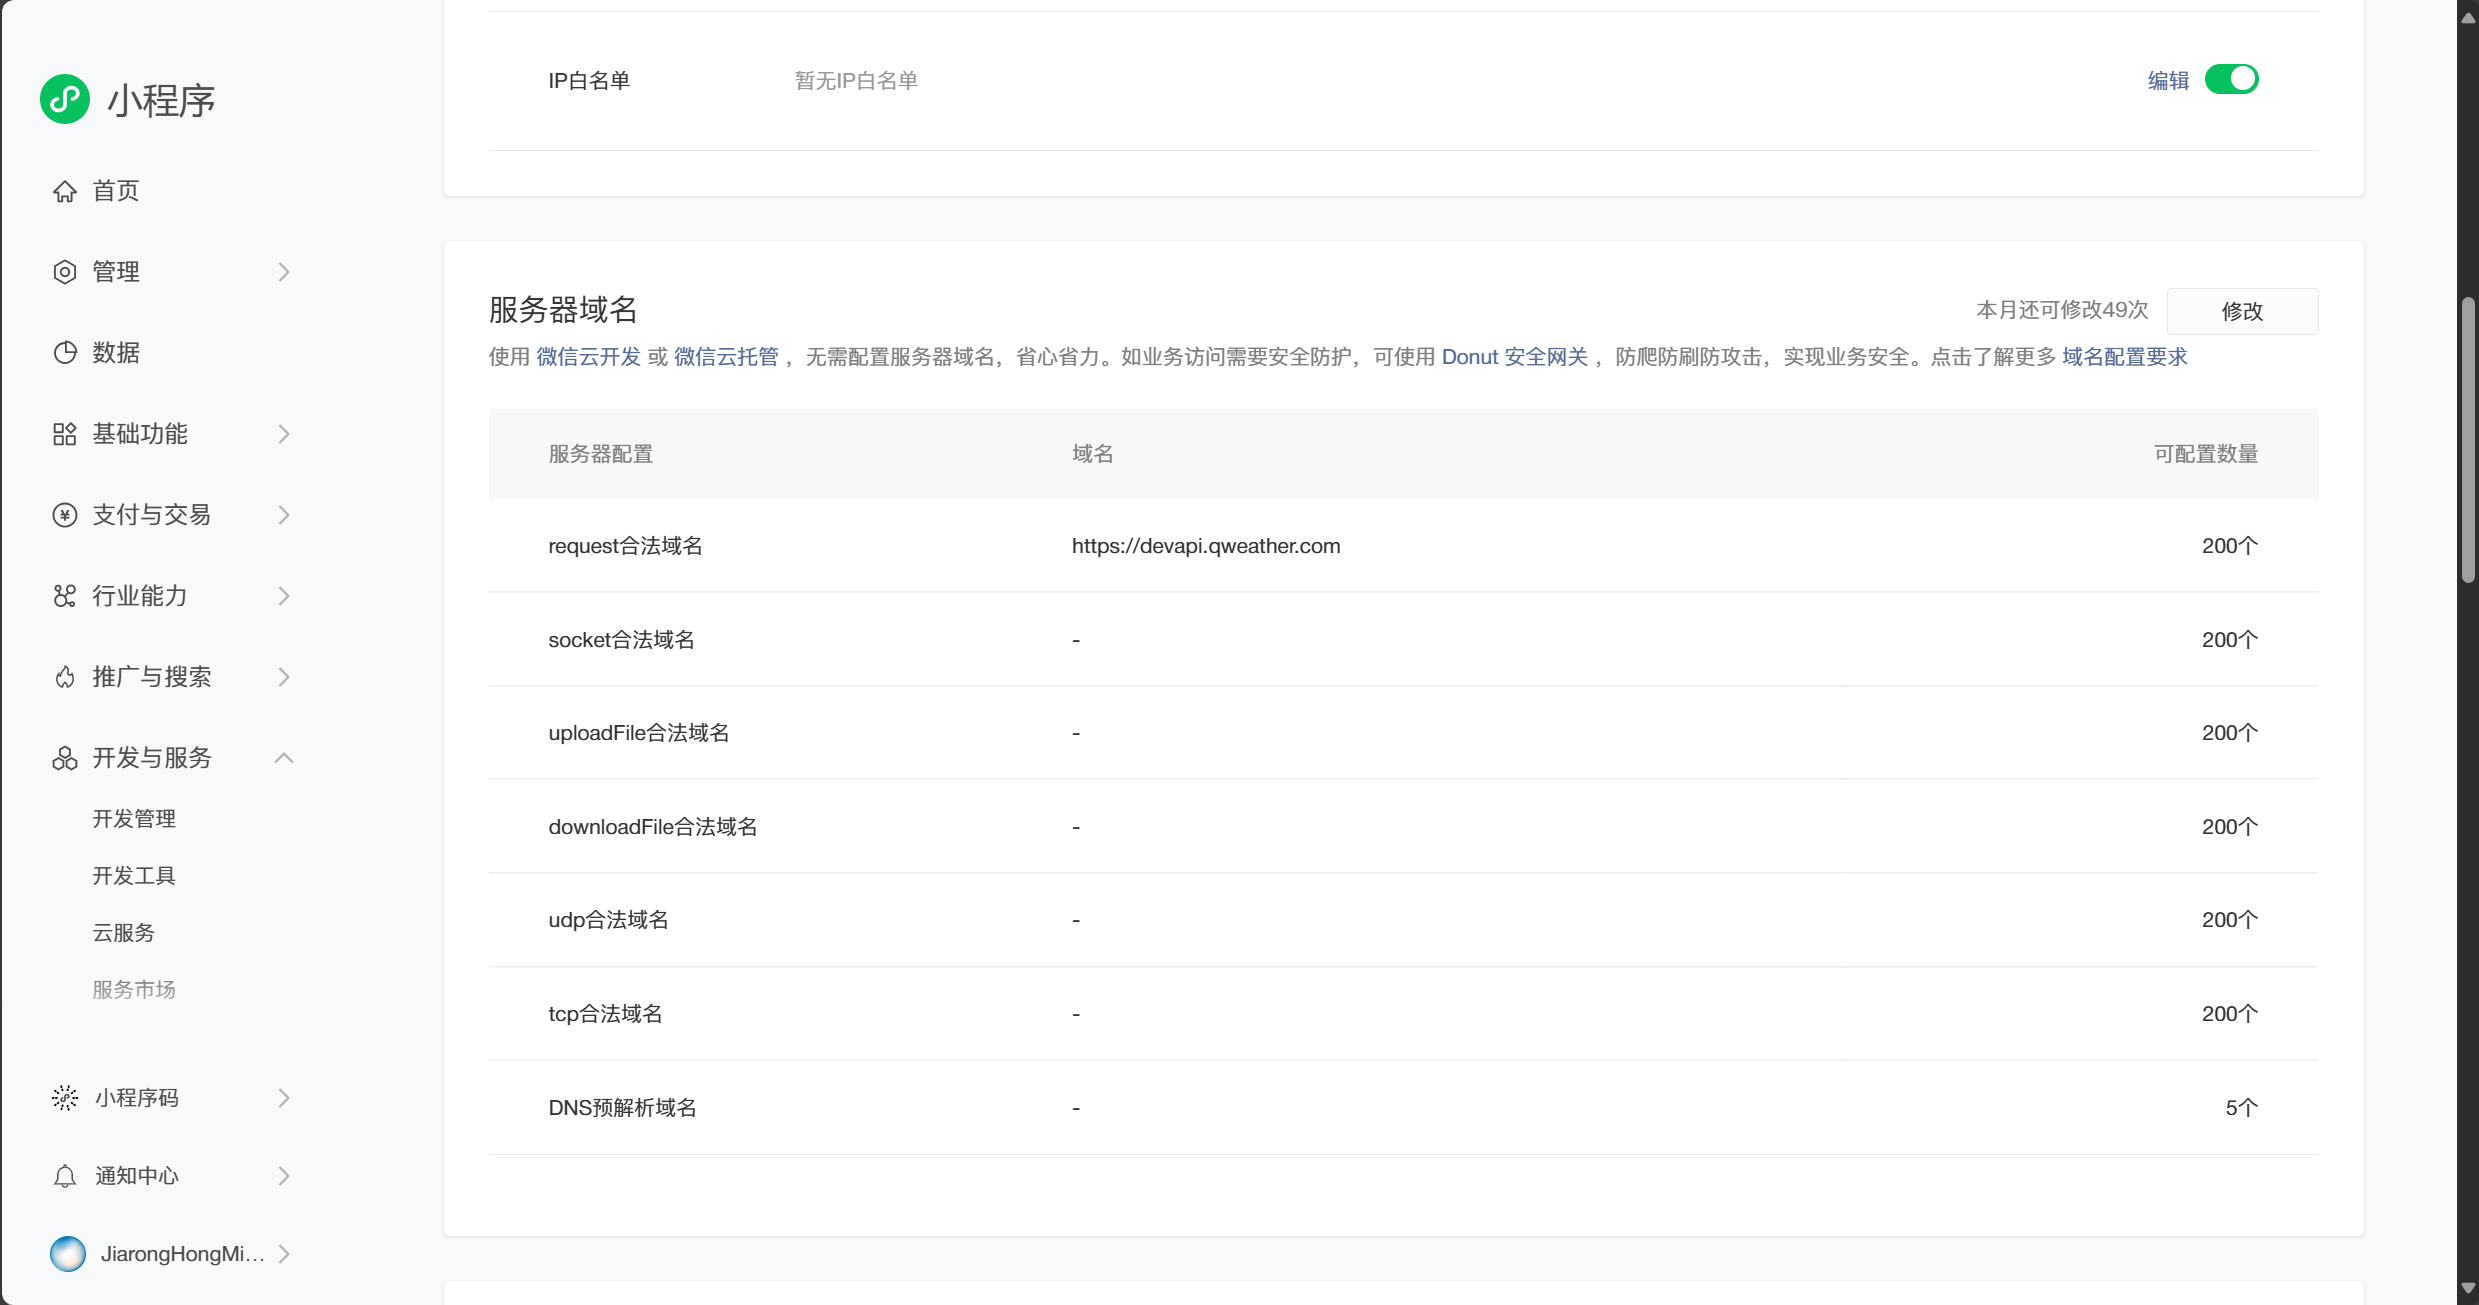 小程序
首页
管理
数据
基础功能
支付与交易
行业能力
推广与搜索
开发与服务
开发管理
开发工具
云服务
服务市场
小程序码
通知中心
JiarongHongMi...
IP白名单 暂无IP白名单 编辑
服务器域名 本月还可修改49次 修改
使用 微信云开发 或 微信云托管 ，无需配置服务器域名，省心省力。如业务访问需要安全防护，可使用 Donut 安全网关 ，防爬防刷防攻击，实现业务安全。点击了解更多 域名配置要求
服务器配置 域名 可配置数量
request合法域名 https://devapi.qweather.com 200个
socket合法域名 - 200个
uploadFile合法域名 - 200个
downloadFile合法域名 - 200个
udp合法域名 - 200个
tcp合法域名 - 200个
DNS预解析域名 - 5个